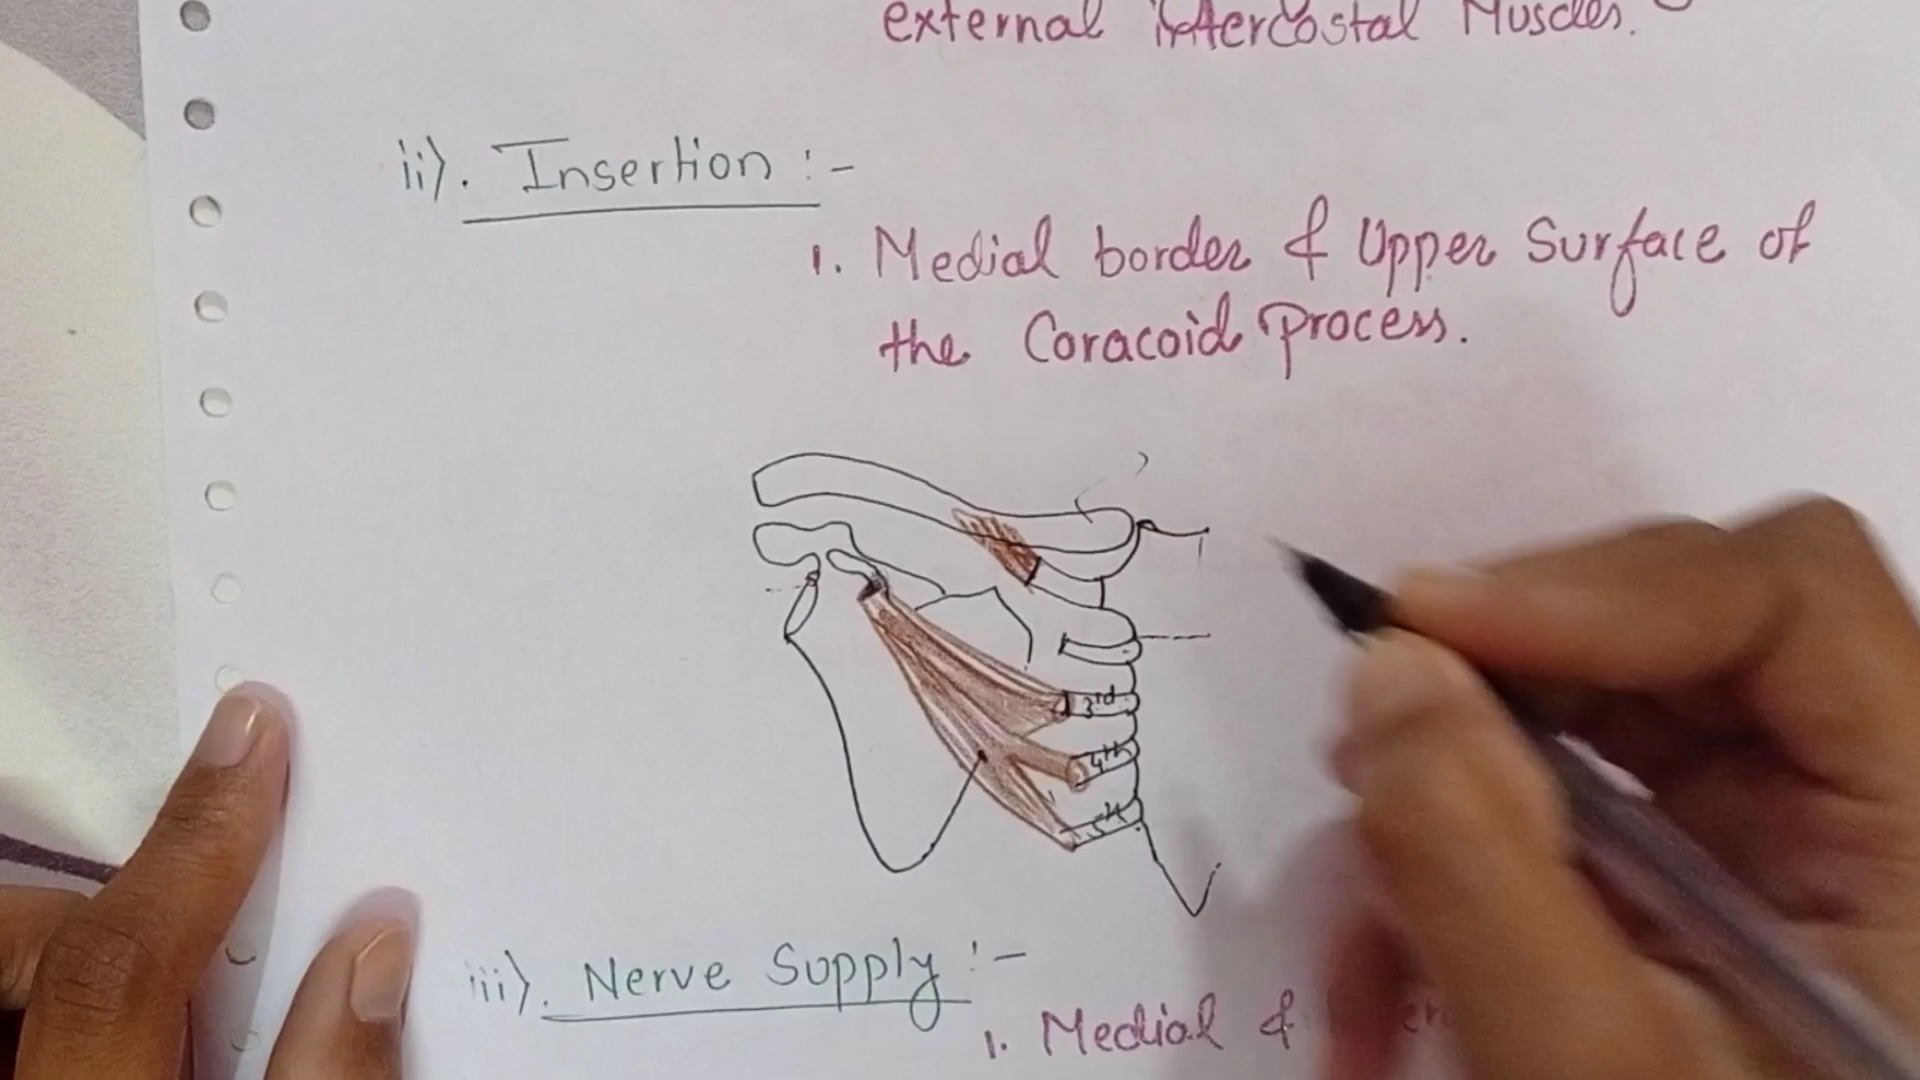 external intercostal Muscles.
ii). Insertion :-
1. Medial border & Upper Surface of
the Coracoid Process.
3rd
4th
5th
iii). Nerve Supply :-
1. Medial &